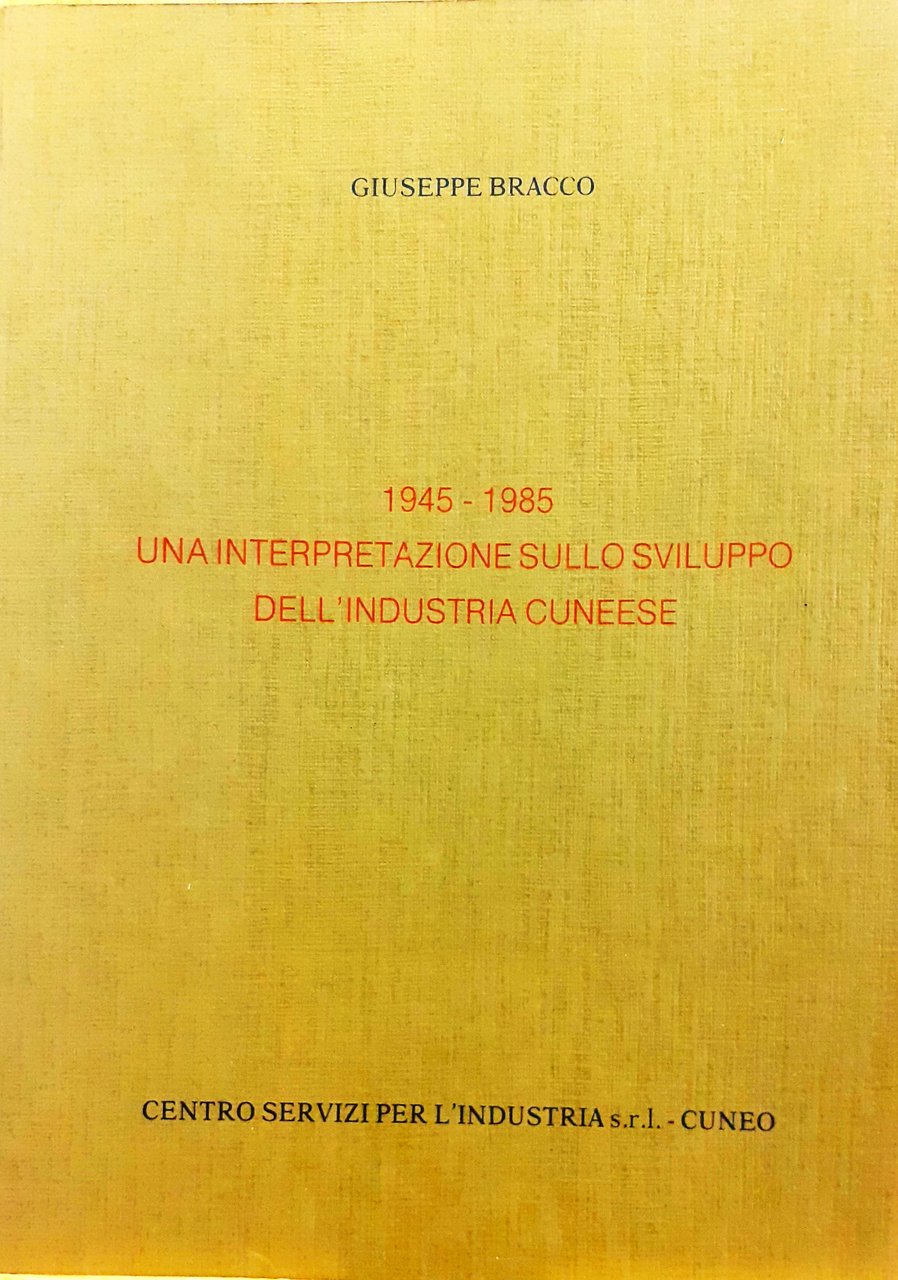 GIUSEPPE BRACCO
1945 - 1985
UNA INTERPRETAZIONE SULLO SVILUPPO
DELL'INDUSTRIA CUNEESE
CENTRO SERVIZI PER L'INDUSTRIA s.r.l. - CUNEO